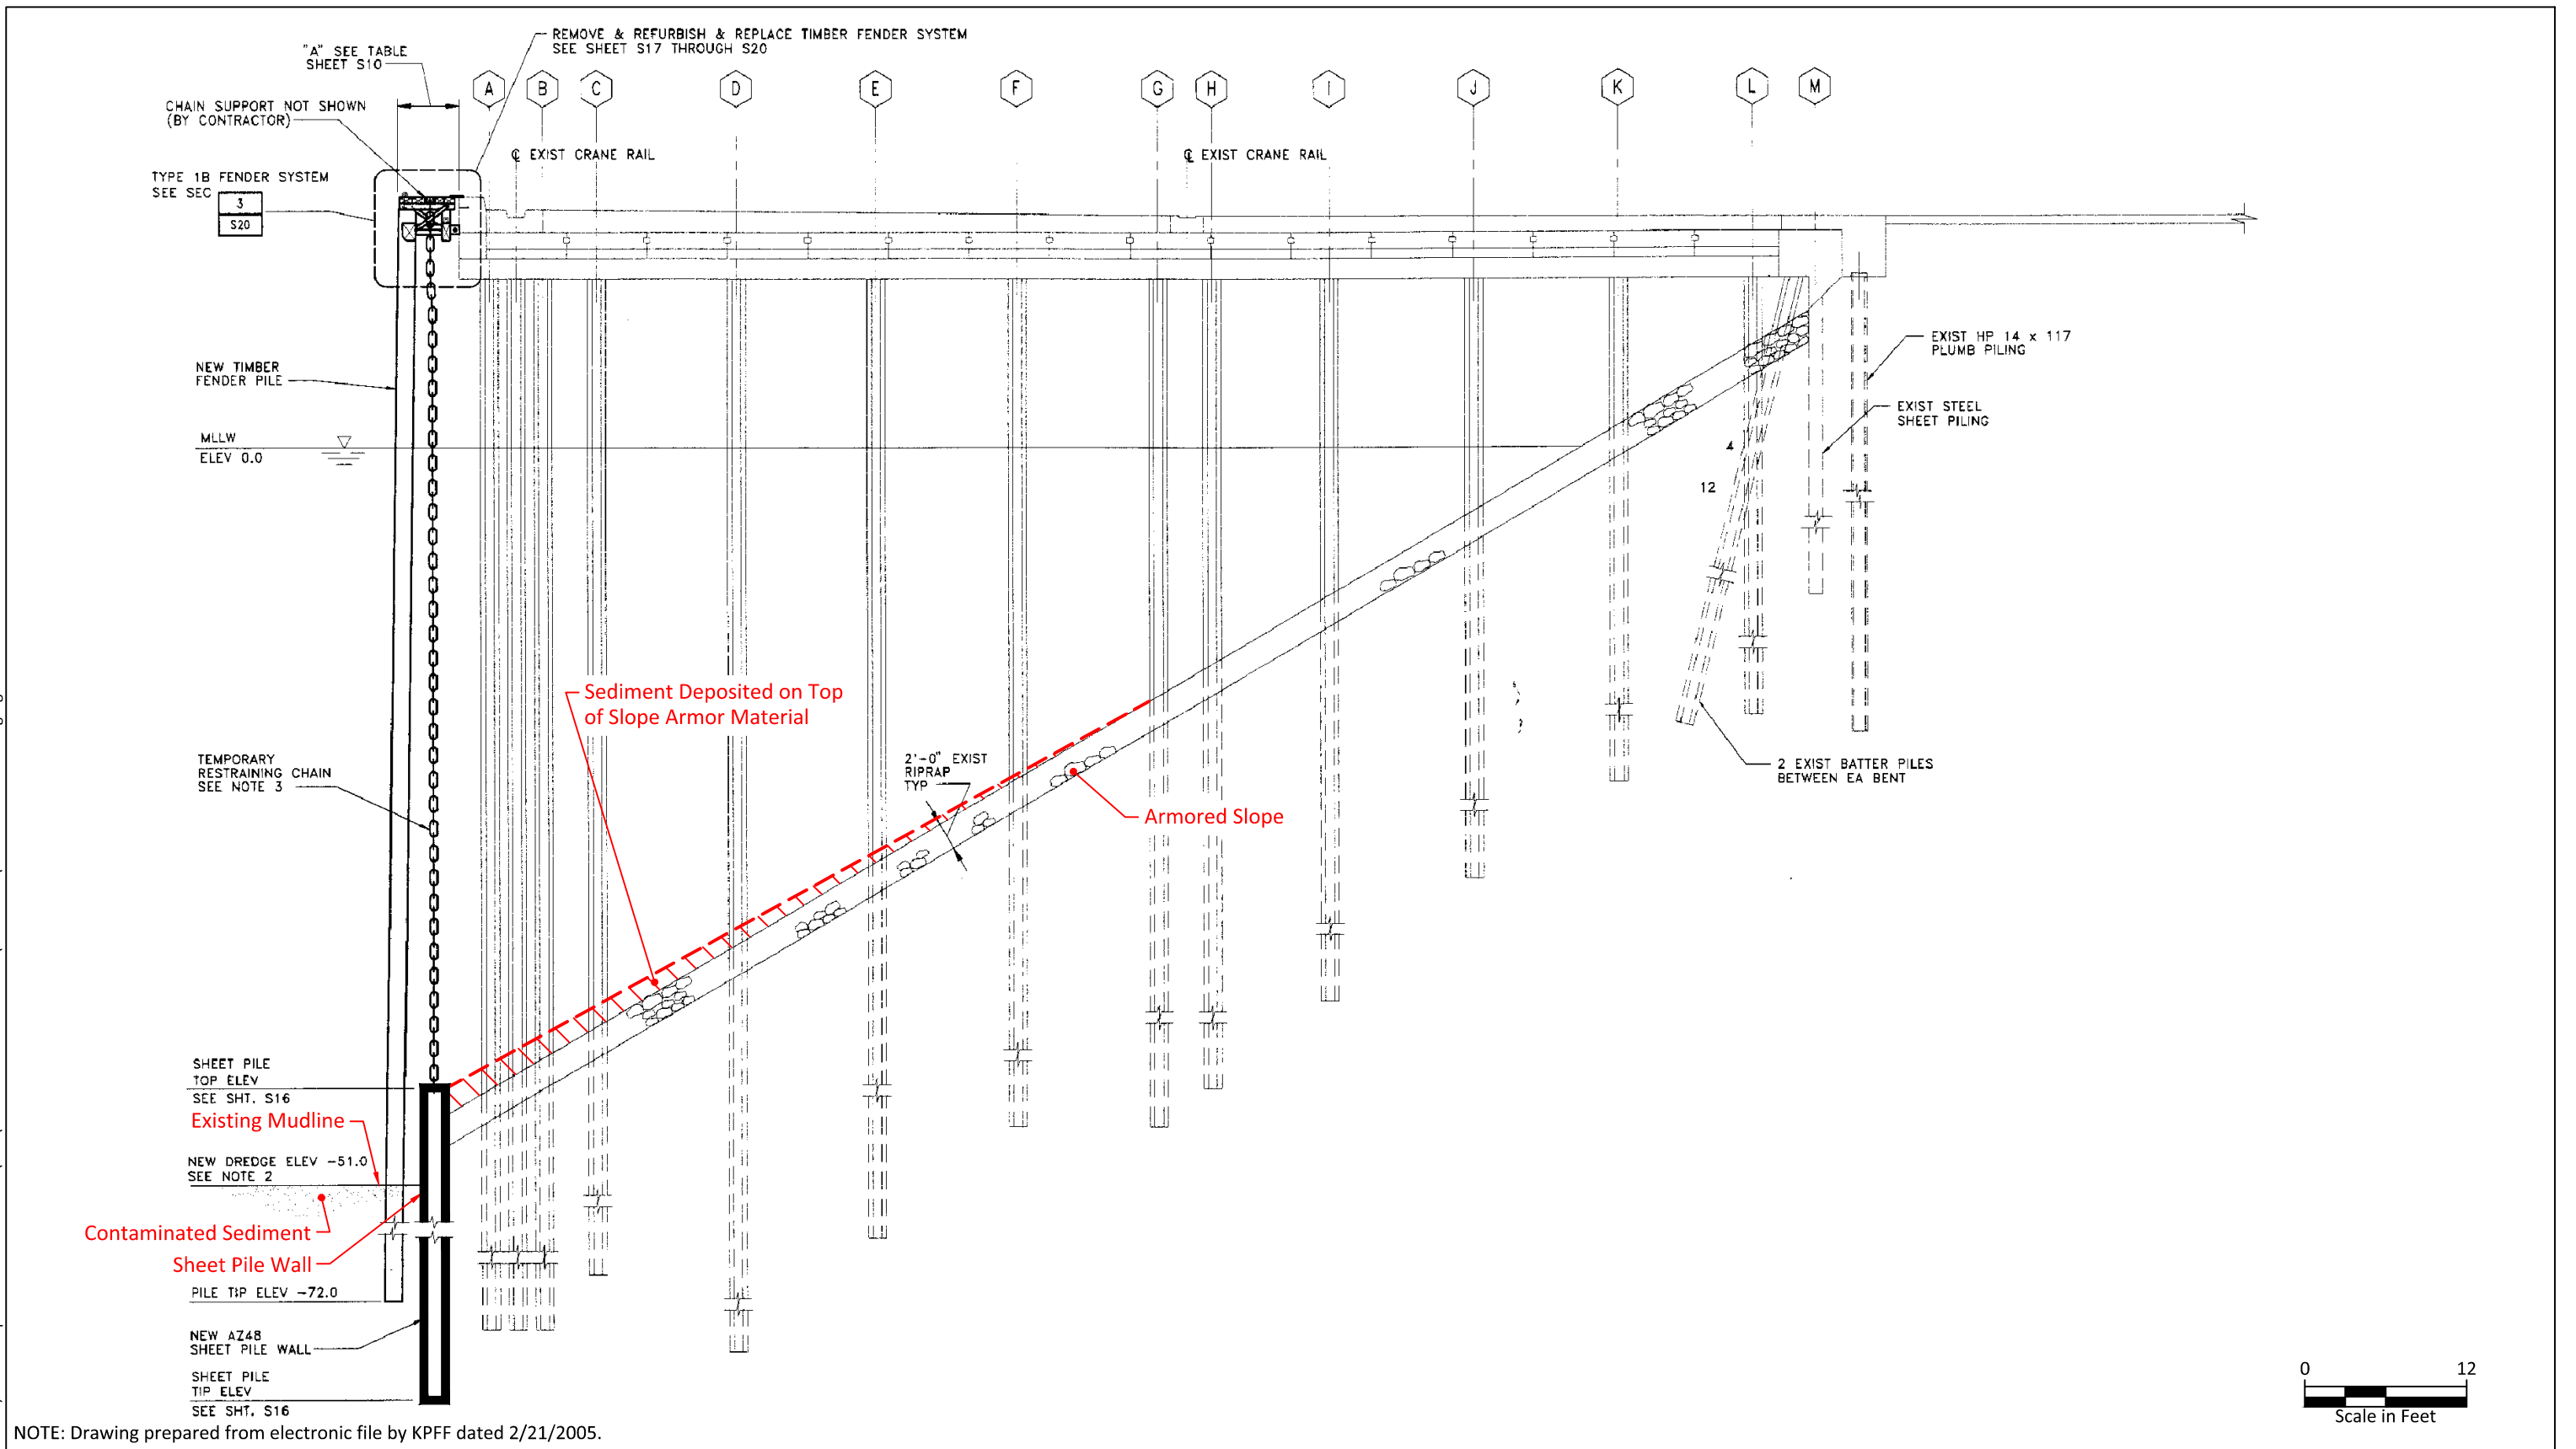 REMOVE & REFURBISH & REPLACE TIMBER FENDER SYSTEM
SEE SHEET S17 THROUGH S20
"A" SEE TABLE
SHEET S10
A
B
C
D
E
F
G
H
I
J
K
L
M
CHAIN SUPPORT NOT SHOWN
(BY CONTRACTOR)
℄ EXIST CRANE RAIL
℄ EXIST CRANE RAIL
TYPE 1B FENDER SYSTEM
SEE SEC
3
S20
EXIST HP 14 x 117
PLUMB PILING
NEW TIMBER
FENDER PILE
EXIST STEEL
SHEET PILING
MLLW
ELEV 0.0
4
12
Sediment Deposited on Top
of Slope Armor Material
2'-0" EXIST
RIPRAP
TYP
TEMPORARY
RESTRAINING CHAIN
SEE NOTE 3
2 EXIST BATTER PILES
BETWEEN EA BENT
Armored Slope
SHEET PILE
TOP ELEV
SEE SHT. S16
Existing Mudline
NEW DREDGE ELEV -51.0
SEE NOTE 2
Contaminated Sediment
Sheet Pile Wall
PILE TIP ELEV -72.0
NEW AZ48
SHEET PILE WALL
SHEET PILE
TIP ELEV
SEE SHT. S16
0 12
Scale in Feet
NOTE: Drawing prepared from electronic file by KPFF dated 2/21/2005.